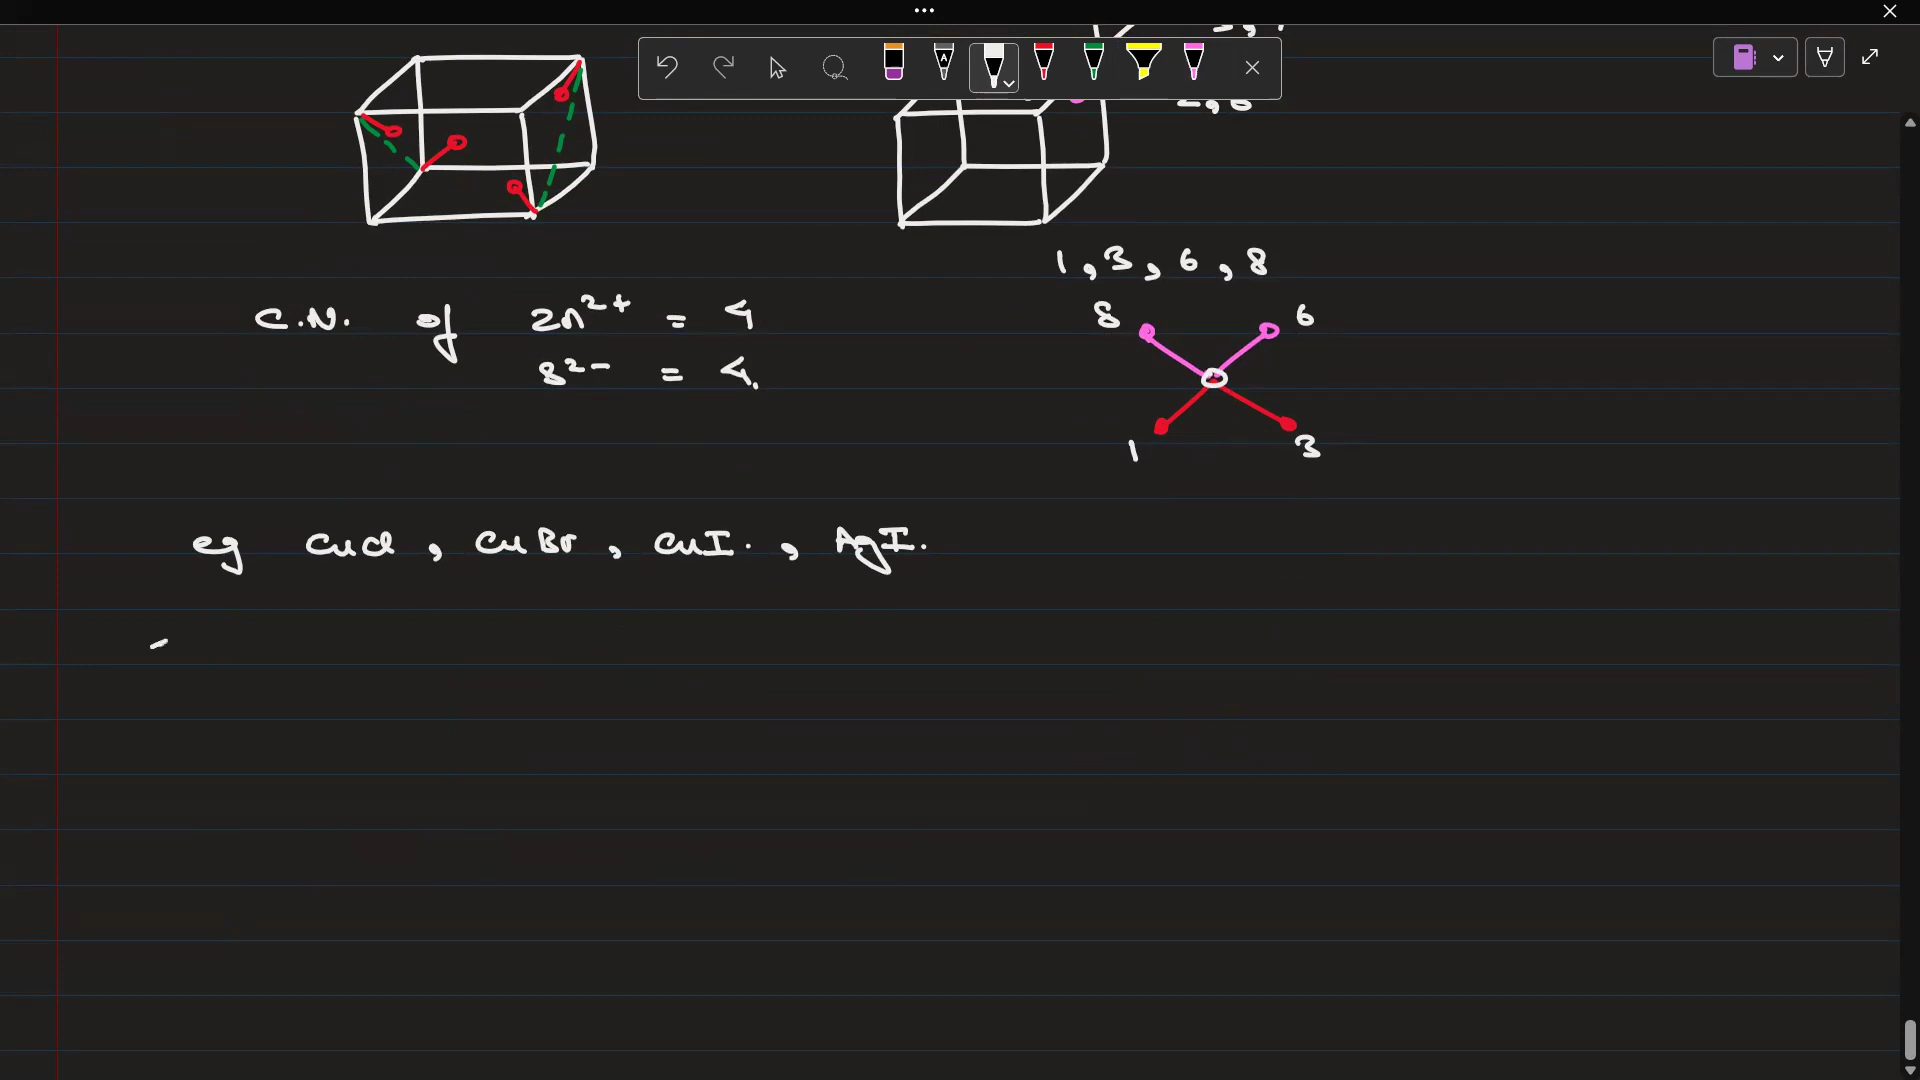 1, 3, 6, 8
C.N. of Zn²⁺ = 4
8 6
S²⁻ = 4.
1 3
eg CuCl, CuBr, CuI., AgI.